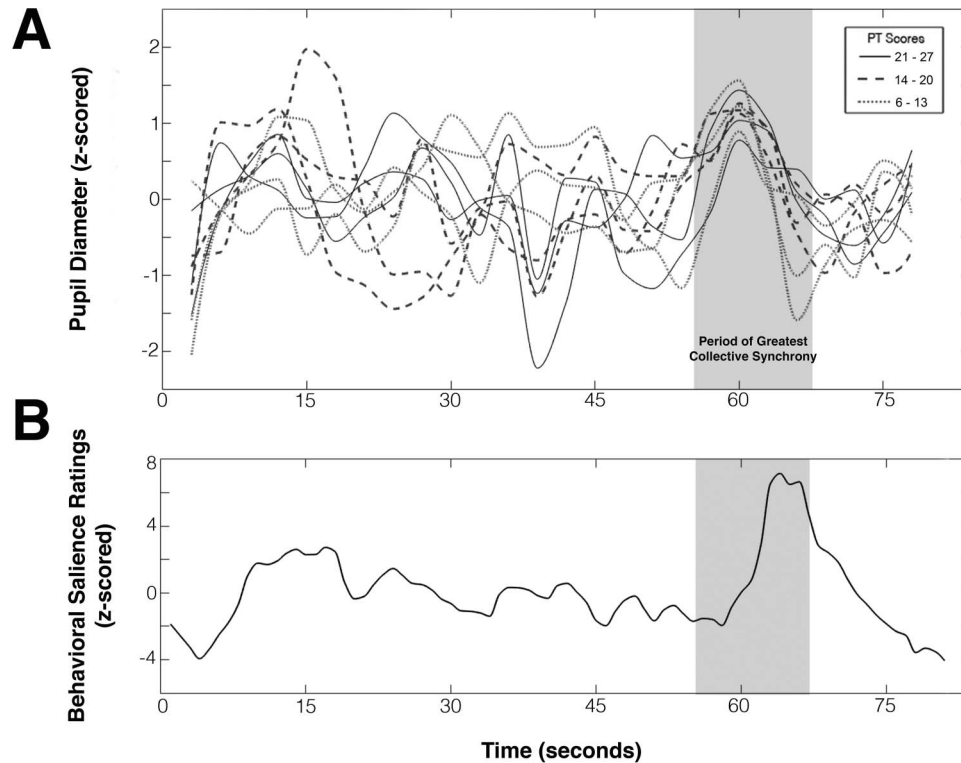 A
Pupil Diameter (z-scored)
2
1
0
-1
-2
PT Scores
21 - 27
14 - 20
6 - 13
Period of Greatest
Collective Synchrony
0
15
30
45
60
75
B
Behavioral Salience Ratings
(z-scored)
8
4
0
-4
0
15
30
45
60
75
Time (seconds)